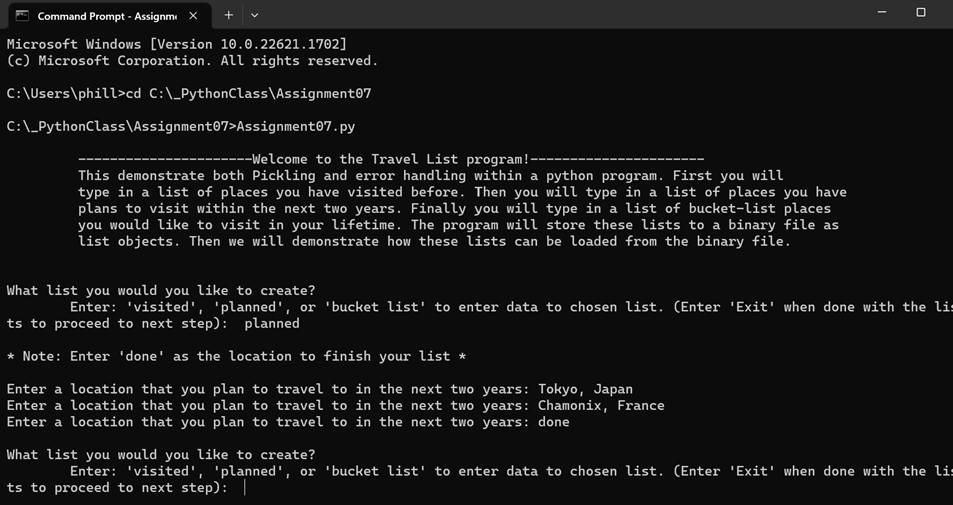 Command Prompt - Assignme
Microsoft Windows [Version 10.0.22621.1702]
(c) Microsoft Corporation. All rights reserved.
C:\Users\phill>cd C:\_PythonClass\Assignment07
C:\_PythonClass\Assignment07>Assignment07.py
----------------------Welcome to the Travel List program!----------------------
This demonstrate both Pickling and error handling within a python program. First you will
type in a list of places you have visited before. Then you will type in a list of places you have
plans to visit within the next two years. Finally you will type in a list of bucket-list places
you would like to visit in your lifetime. The program will store these lists to a binary file as
list objects. Then we will demonstrate how these lists can be loaded from the binary file.
What list you would you like to create?
Enter: 'visited', 'planned', or 'bucket list' to enter data to chosen list. (Enter 'Exit' when done with the lis
ts to proceed to next step):  planned
* Note: Enter 'done' as the location to finish your list *
Enter a location that you plan to travel to in the next two years: Tokyo, Japan
Enter a location that you plan to travel to in the next two years: Chamonix, France
Enter a location that you plan to travel to in the next two years: done
What list you would you like to create?
Enter: 'visited', 'planned', or 'bucket list' to enter data to chosen list. (Enter 'Exit' when done with the lis
ts to proceed to next step):